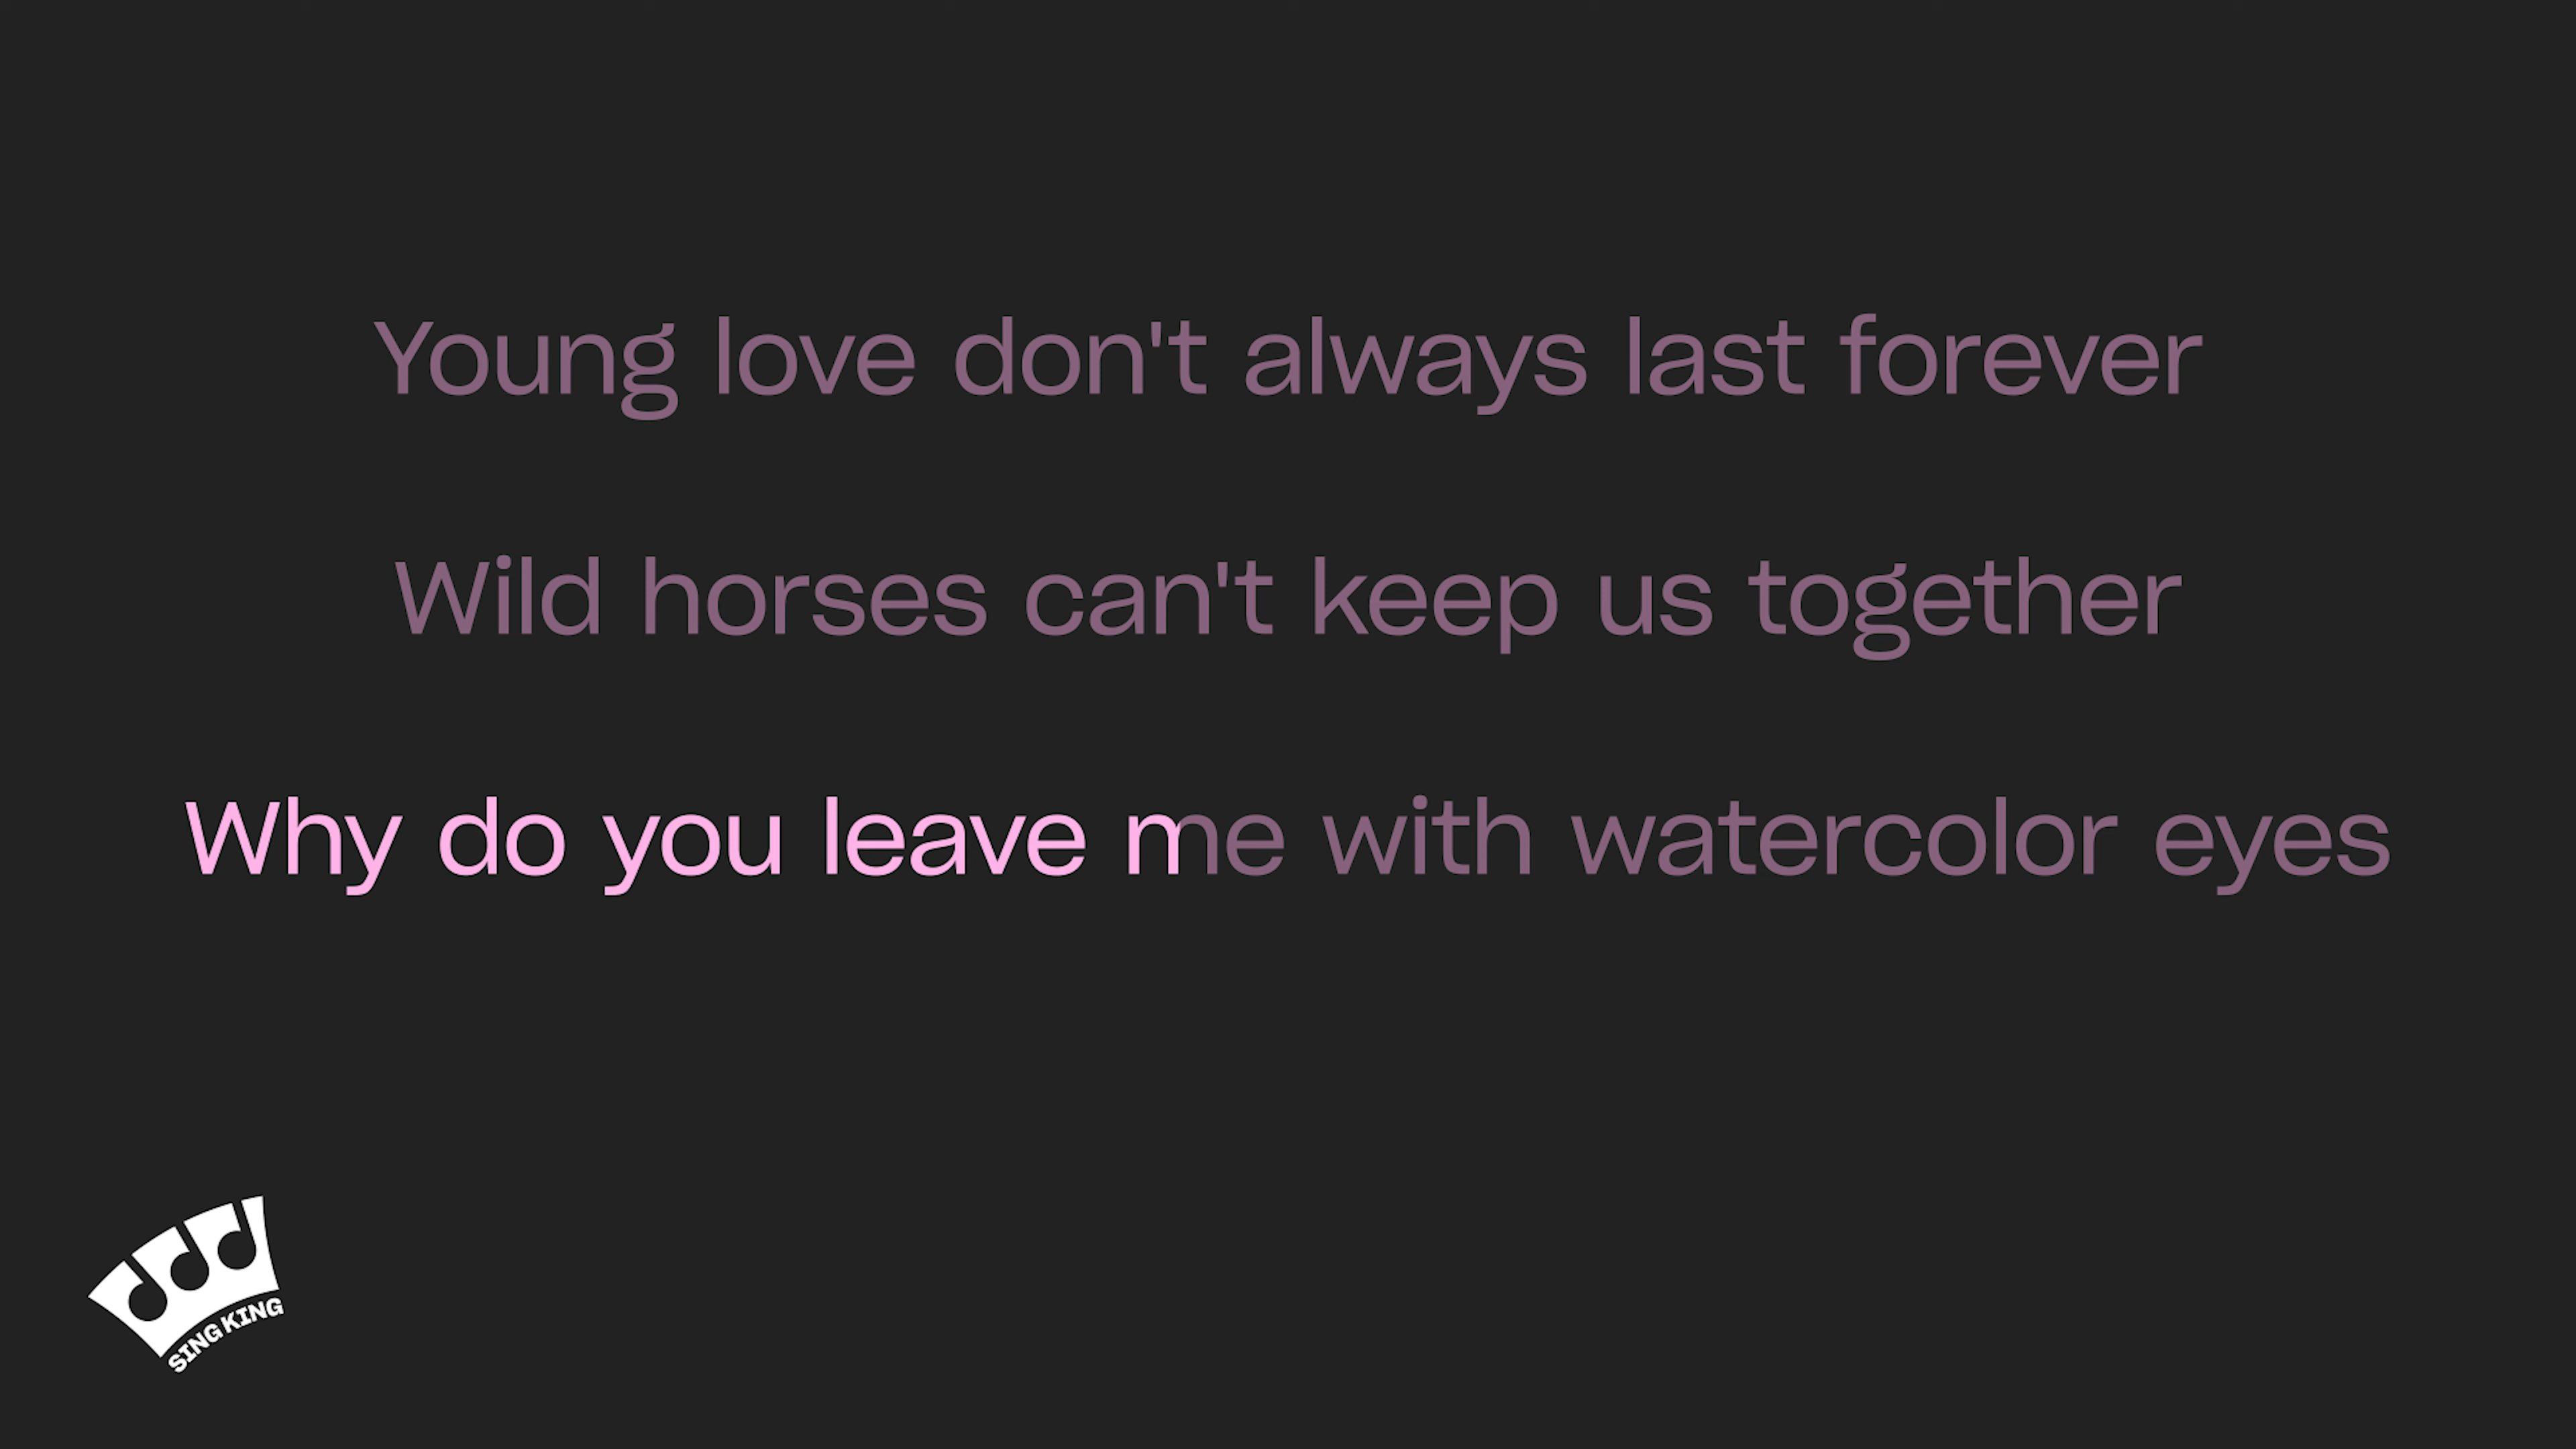 Young love don't always last forever
Wild horses can't keep us together
Why do you leave me with watercolor eyes
SING KING